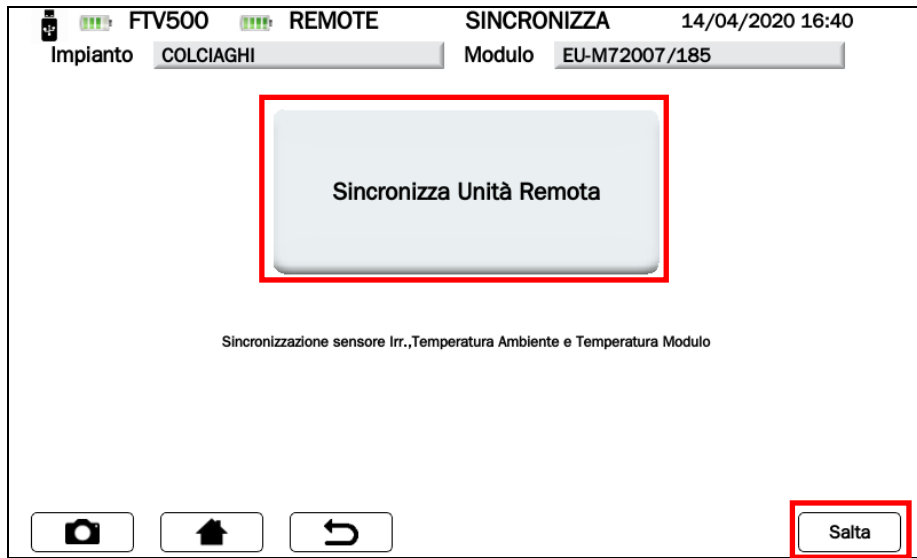 FTV500 REMOTE SINCRONIZZA 14/04/2020 16:40
Impianto COLCIAGHI Modulo EU-M72007/185
Sincronizza Unità Remota
Sincronizzazione sensore Irr.,Temperatura Ambiente e Temperatura Modulo
Salta